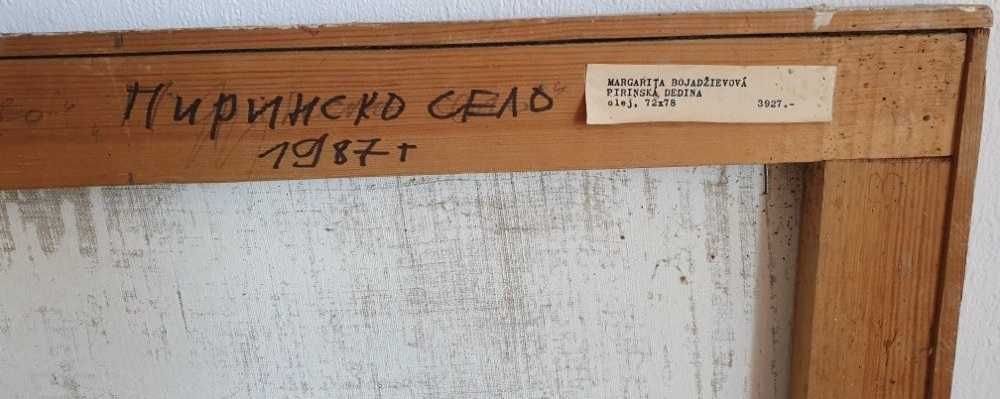 Пиринско село
1987 г
MARGARITA BOJADŽIEVOVÁ
PIRINSKÁ DEDINA
olej, 72x78 3927.-